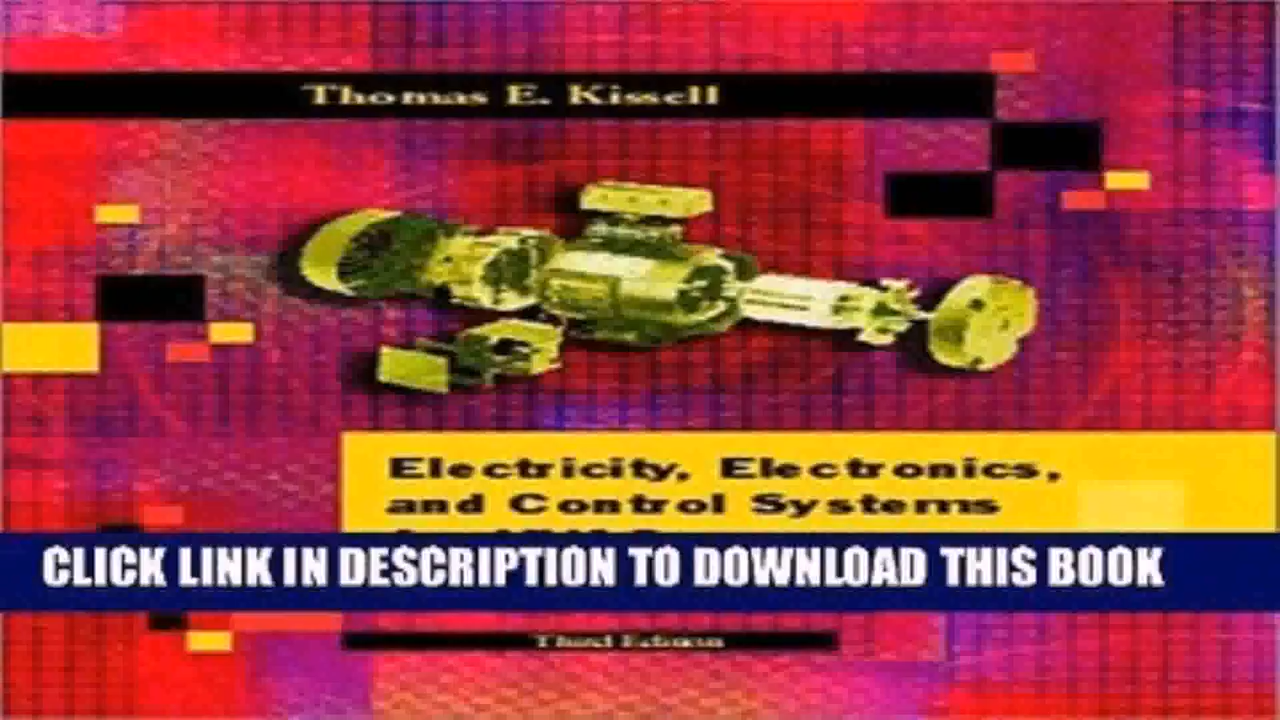 Thomas E. Kissell
Electricity, Electronics,
and Control Systems
CLICK LINK IN DESCRIPTION TO DOWNLOAD THIS BOOK
Third Edition